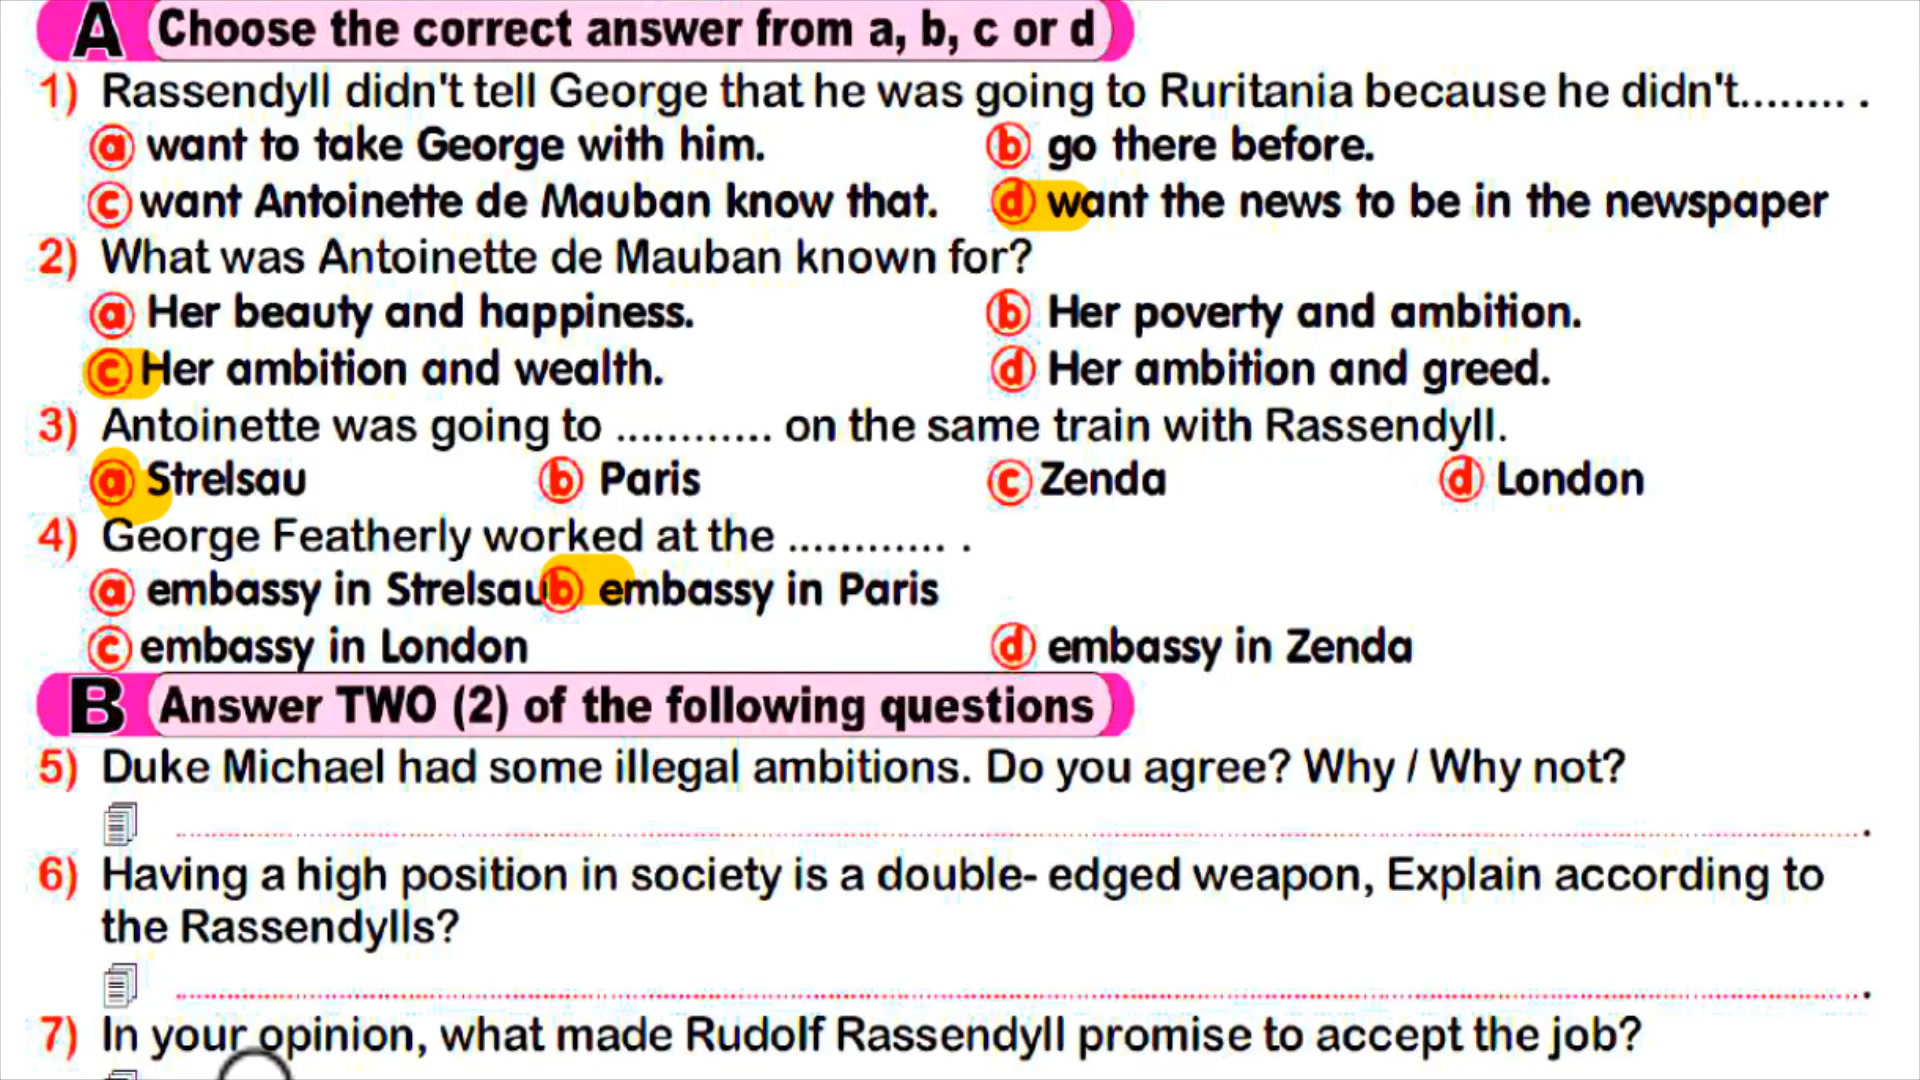 A Choose the correct answer from a, b, c or d
1) Rassendyll didn't tell George that he was going to Ruritania because he didn't........ .
a want to take George with him. b go there before.
c want Antoinette de Mauban know that. d want the news to be in the newspaper
2) What was Antoinette de Mauban known for?
a Her beauty and happiness. b Her poverty and ambition.
c Her ambition and wealth. d Her ambition and greed.
3) Antoinette was going to ............ on the same train with Rassendyll.
a Strelsau b Paris c Zenda d London
4) George Featherly worked at the ............ .
a embassy in Strelsau b embassy in Paris
c embassy in London d embassy in Zenda
B Answer TWO (2) of the following questions
5) Duke Michael had some illegal ambitions. Do you agree? Why / Why not?
6) Having a high position in society is a double- edged weapon, Explain according to
the Rassendylls?
7) In your opinion, what made Rudolf Rassendyll promise to accept the job?